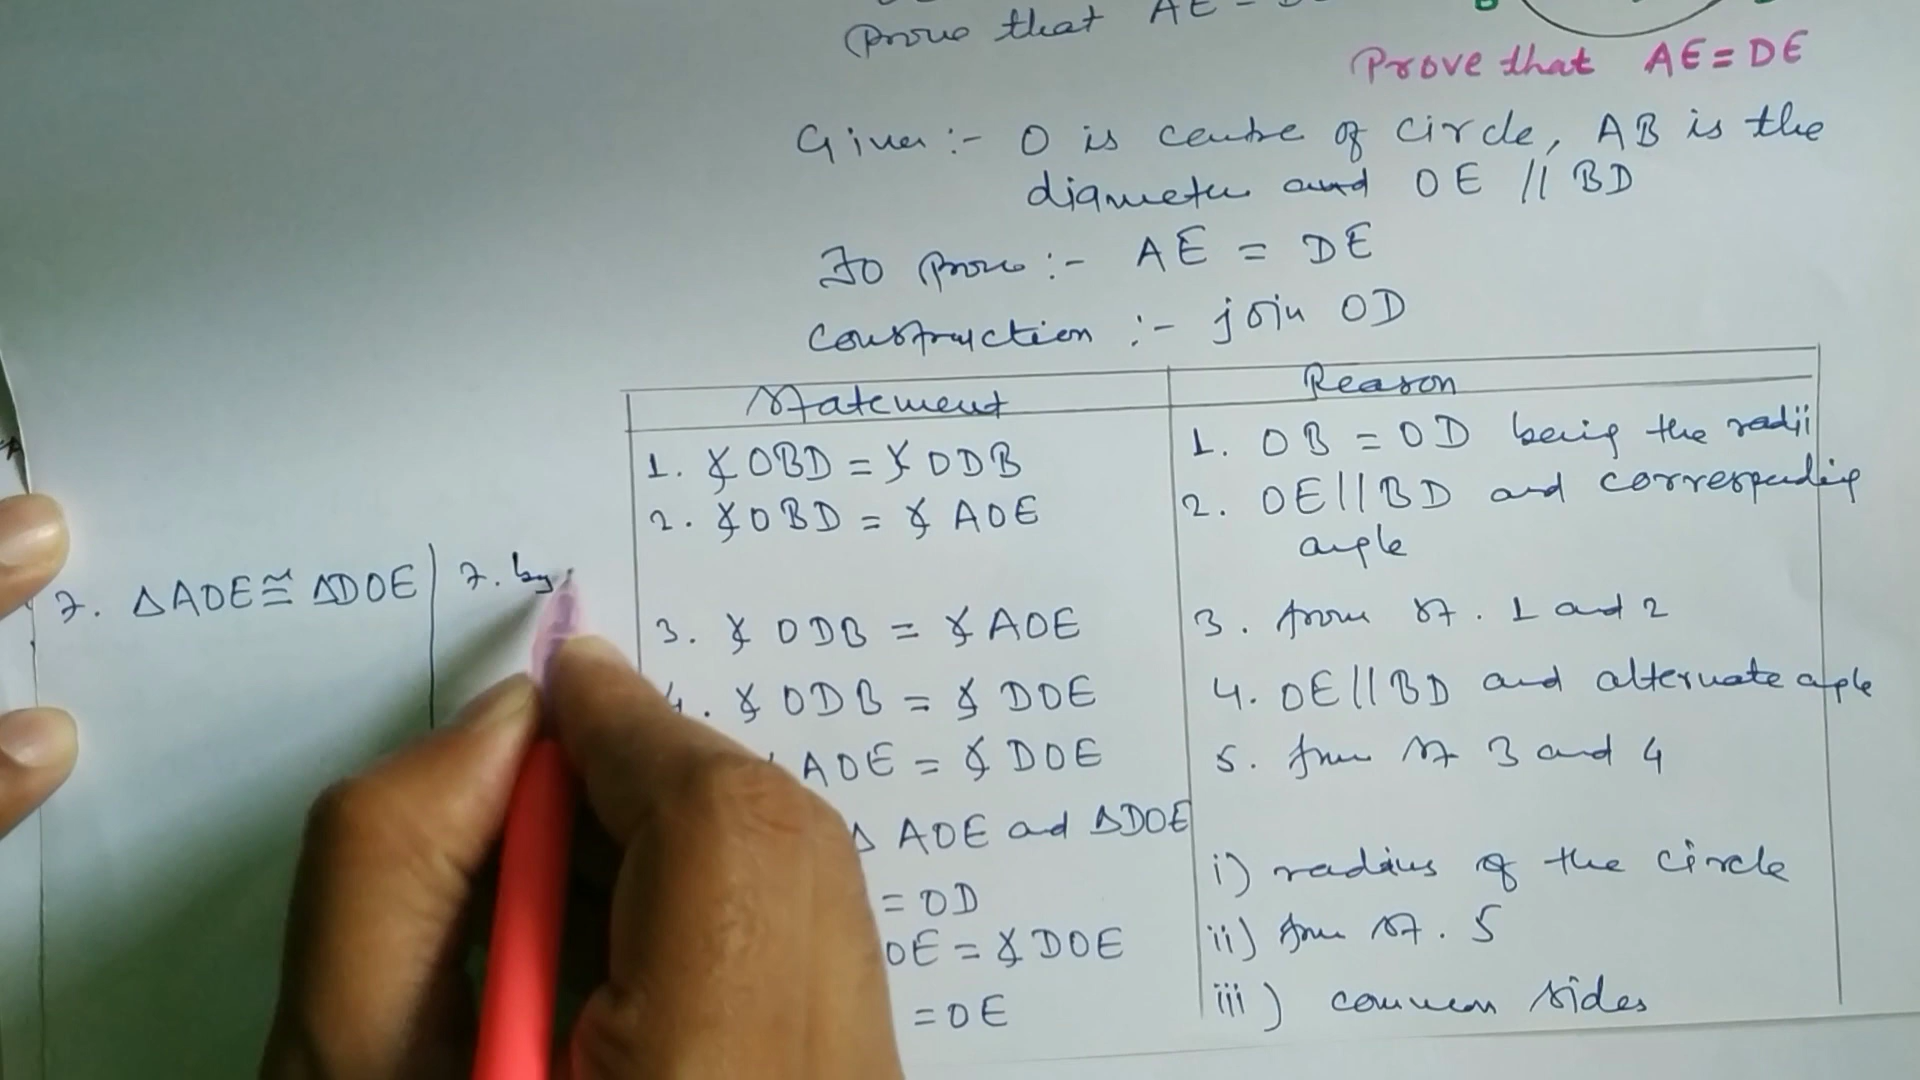 Prove that AE =
Prove that AE = DE
Given :- O is centre of circle, AB is the
diameter and OE // BD
To prove :- AE = DE
Construction :- join OD
Statement
Reason
1. ∡OBD = ∡ODB
1. OB = OD being the radii
2. ∡OBD = ∡AOE
2. OE // BD and corresponding
angle
3. ∡ODB = ∡AOE
3. from st. 1 and 2
4. ∡ODB = ∡DOE
4. OE // BD and alternate angle
AOE = ∡DOE
5. from st 3 and 4
Δ AOE and ΔDOE
= OD
i) radius of the circle
OE = ∡DOE
ii) from st. 5
= OE
iii) common sides
7. ΔAOE ≅ ΔDOE
7. by